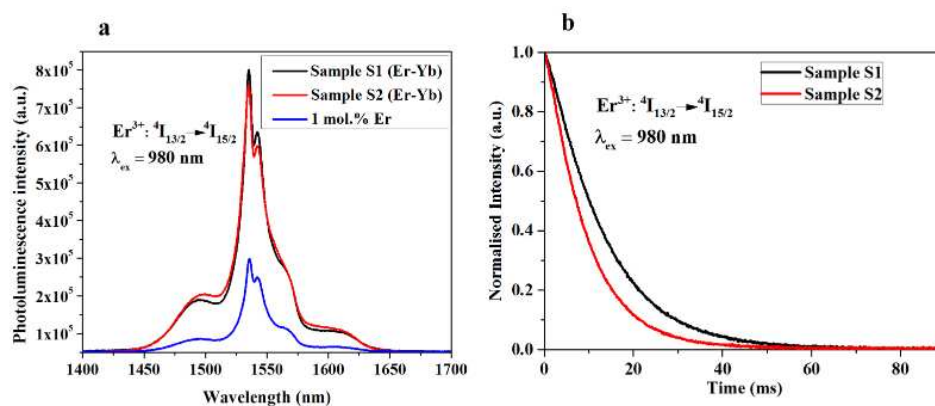 a
Photoluminescence intensity (a.u.)
8x10⁵
7x10⁵
6x10⁵
5x10⁵
4x10⁵
3x10⁵
2x10⁵
1x10⁵
Sample S1 (Er-Yb)
Sample S2 (Er-Yb)
1 mol.% Er
Er³⁺: ⁴I₁₃/₂→⁴I₁₅/₂
λₑₓ = 980 nm
1400 1450 1500 1550 1600 1650 1700
Wavelength (nm)
b
Normalised Intensity (a.u.)
1.0
0.8
0.6
0.4
0.2
0.0
Sample S1
Sample S2
Er³⁺: ⁴I₁₃/₂→⁴I₁₅/₂
λₑₓ = 980 nm
0 20 40 60 80
Time (ms)